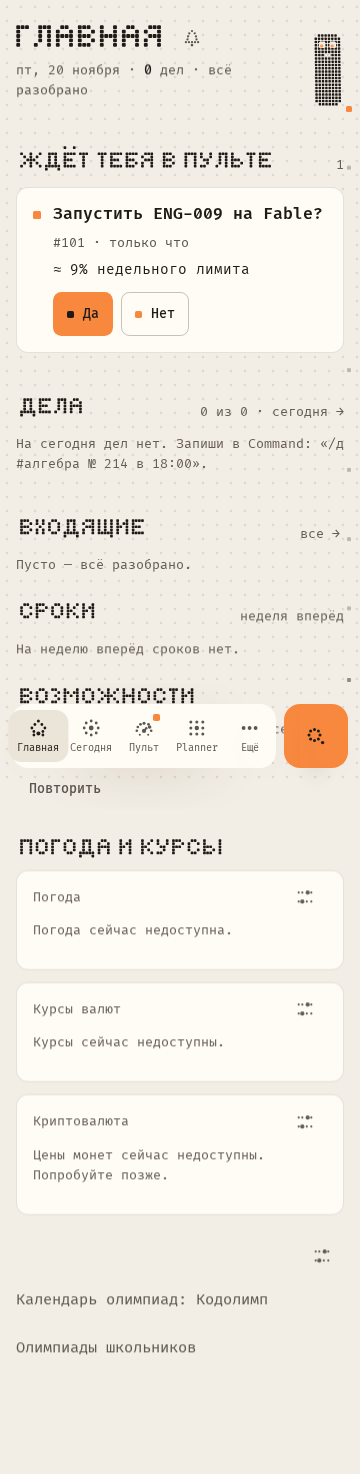 ГЛАВНАЯ
пт, 20 ноября · 0 дел · всё
разобрано
ЖДЁТ ТЕБЯ В ПУЛЬТЕ
1
Запустить ENG-009 на Fable?
#101 · только что
≈ 9% недельного лимита
Да
Нет
ДЕЛА
0 из 0 · сегодня →
На сегодня дел нет. Запиши в Command: «/д
#алгебра № 214 в 18:00».
ВХОДЯЩИЕ
все →
Пусто — всё разобрано.
СРОКИ
неделя вперёд
На неделю вперёд сроков нет.
ВОЗМОЖНОСТИ
Главная
Сегодня
Пульт
Planner
Ещё
Повторить
ПОГОДА И КУРСЫ
Погода
Погода сейчас недоступна.
Курсы валют
Курсы сейчас недоступны.
Криптовалюта
Цены монет сейчас недоступны.
Попробуйте позже.
Календарь олимпиад: Кодолимп
Олимпиады школьников